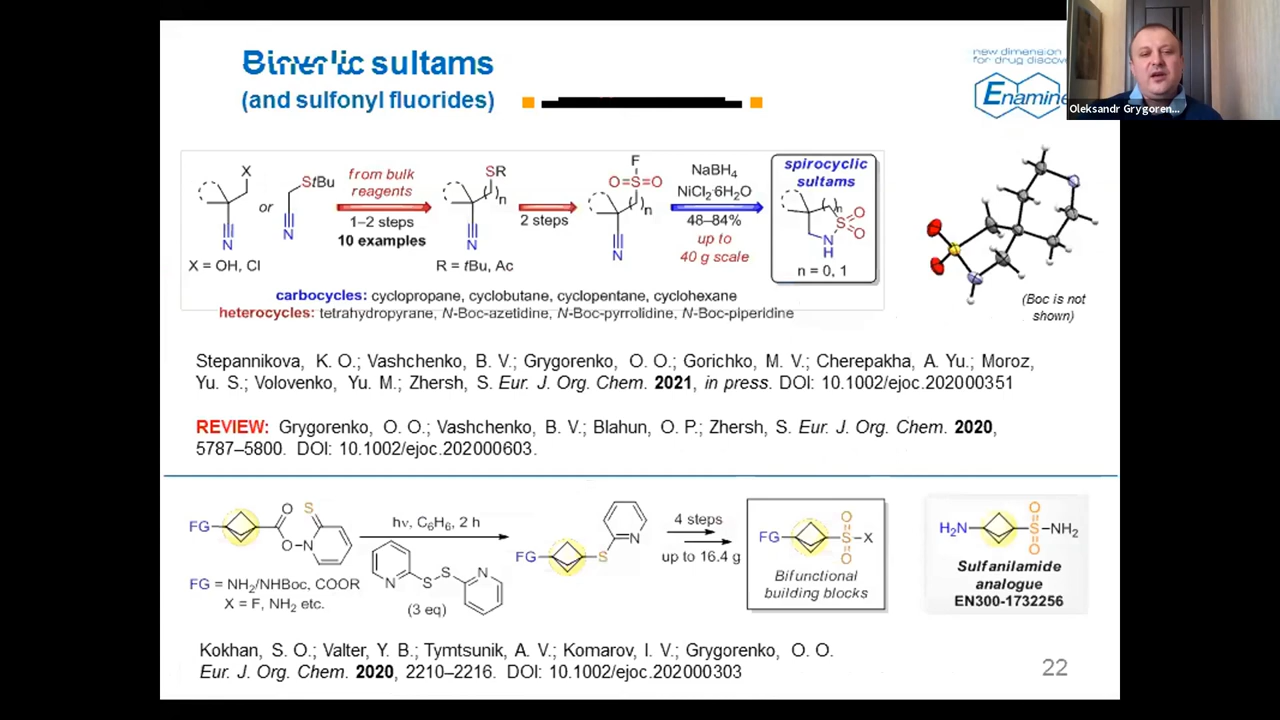 sultams
(and sulfonyl fluorides)
new dimension
for drug discov
Enamine
Oleksandr Grygoren...
X
or
StBu
N
N
X = OH, Cl
from bulk
reagents
1–2 steps
10 examples
SR
n
N
R = tBu, Ac
2 steps
F
O=S=O
n
N
NaBH4
NiCl2·6H2O
48–84%
up to
40 g scale
spirocyclic
sultams
n
S O
O
N
H
n = 0, 1
(Boc is not
shown)
carbocycles: cyclopropane, cyclobutane, cyclopentane, cyclohexane
heterocycles: tetrahydropyrane, N-Boc-azetidine, N-Boc-pyrrolidine, N-Boc-piperidine
Stepannikova, K. O.; Vashchenko, B. V.; Grygorenko, O. O.; Gorichko, M. V.; Cherepakha, A. Yu.; Moroz,
Yu. S.; Volovenko, Yu. M.; Zhersh, S. Eur. J. Org. Chem. 2021, in press. DOI: 10.1002/ejoc.202000351
REVIEW: Grygorenko, O. O.; Vashchenko, B. V.; Blahun, O. P.; Zhersh, S. Eur. J. Org. Chem. 2020,
5787–5800. DOI: 10.1002/ejoc.202000603.
FG
O
S
O–N
FG = NH2/NHBoc, COOR
X = F, NH2 etc.
hν, C6H6, 2 h
N
S–S
N
(3 eq)
FG
S
N
4 steps
up to 16.4 g
FG
O
S–X
O
Bifunctional
building blocks
H2N
O
S–NH2
O
Sulfanilamide
analogue
EN300-1732256
Kokhan, S. O.; Valter, Y. B.; Tymtsunik, A. V.; Komarov, I. V.; Grygorenko, O. O.
Eur. J. Org. Chem. 2020, 2210–2216. DOI: 10.1002/ejoc.202000303
22